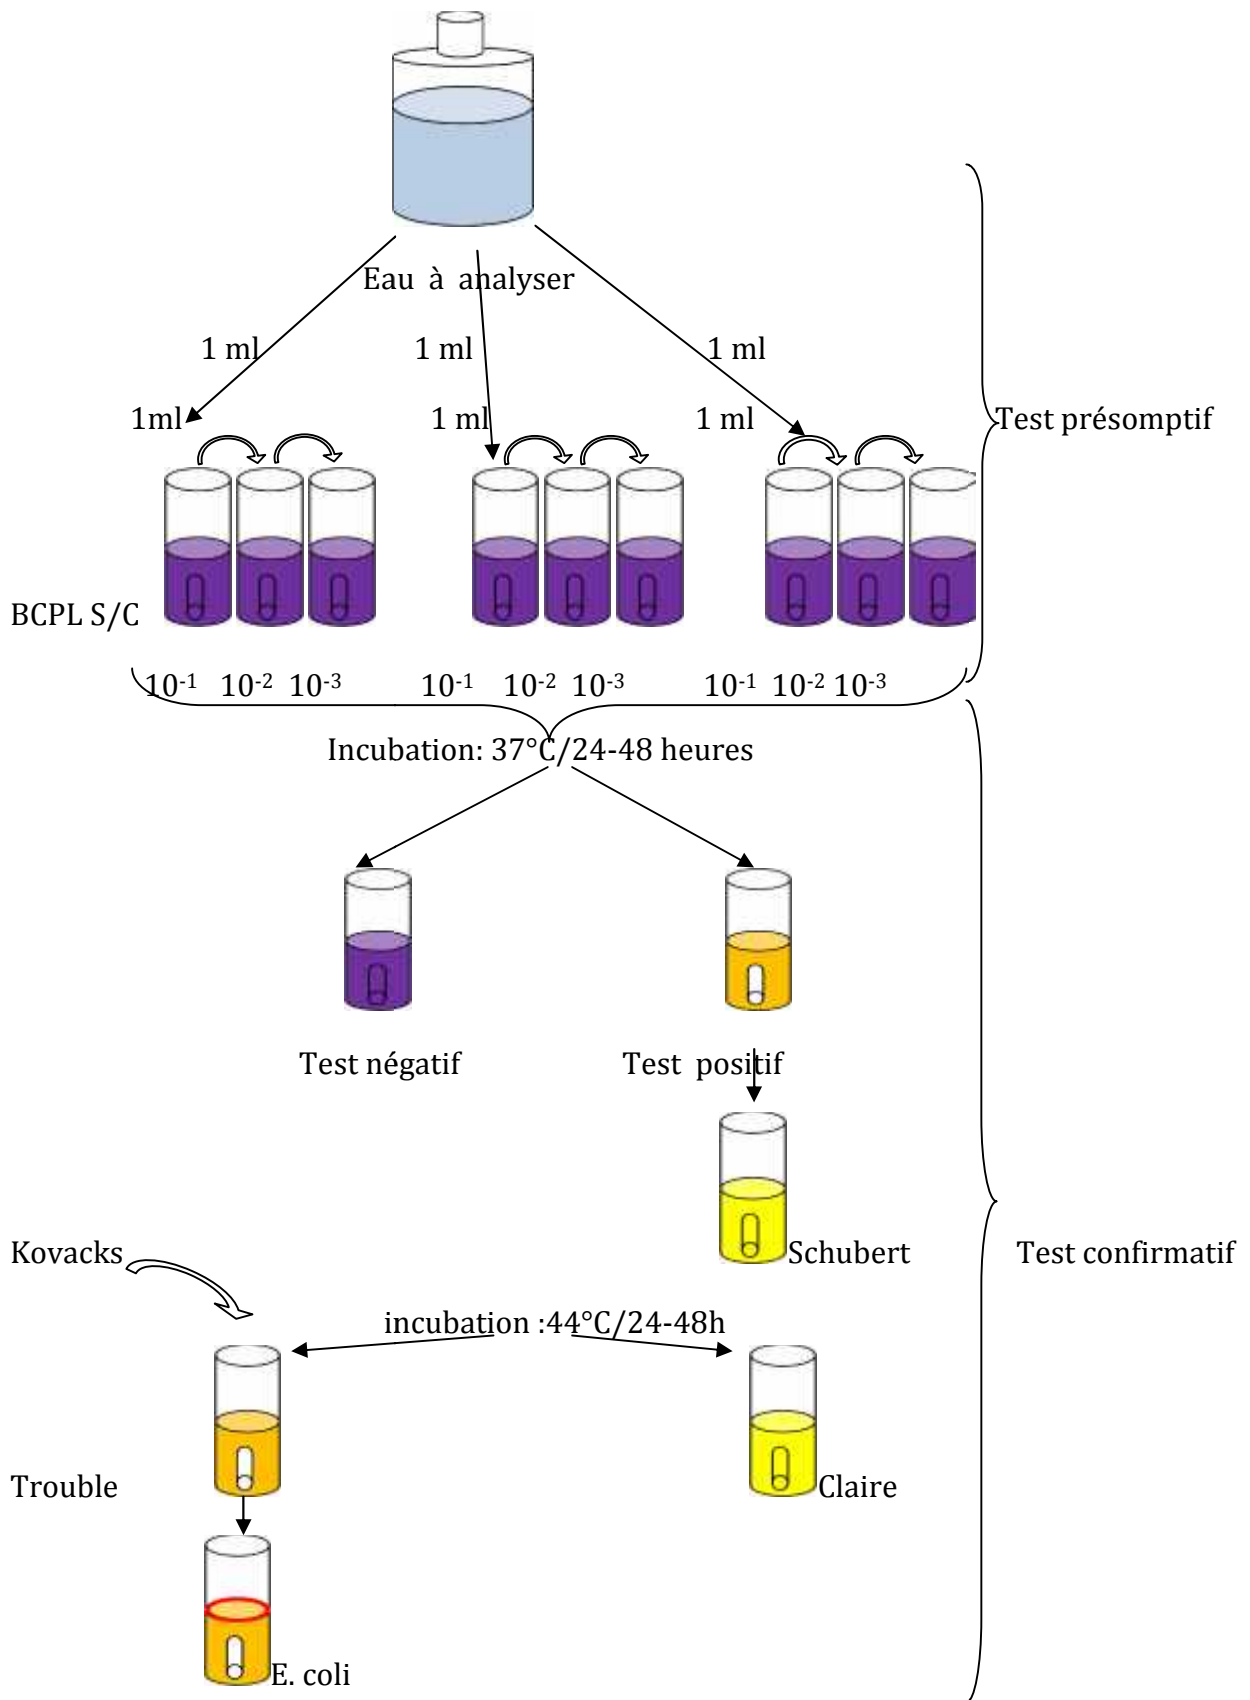 Eau à analyser
1 ml 1 ml 1 ml
1ml 1 ml 1 ml
Test présomptif
BCPL S/C
10-1 10-2 10-3 10-1 10-2 10-3 10-1 10-2 10-3
Incubation: 37°C/24-48 heures
Test négatif Test positif
Schubert
Kovacks
Test confirmatif
incubation :44°C/24-48h
Trouble
Claire
E. coli